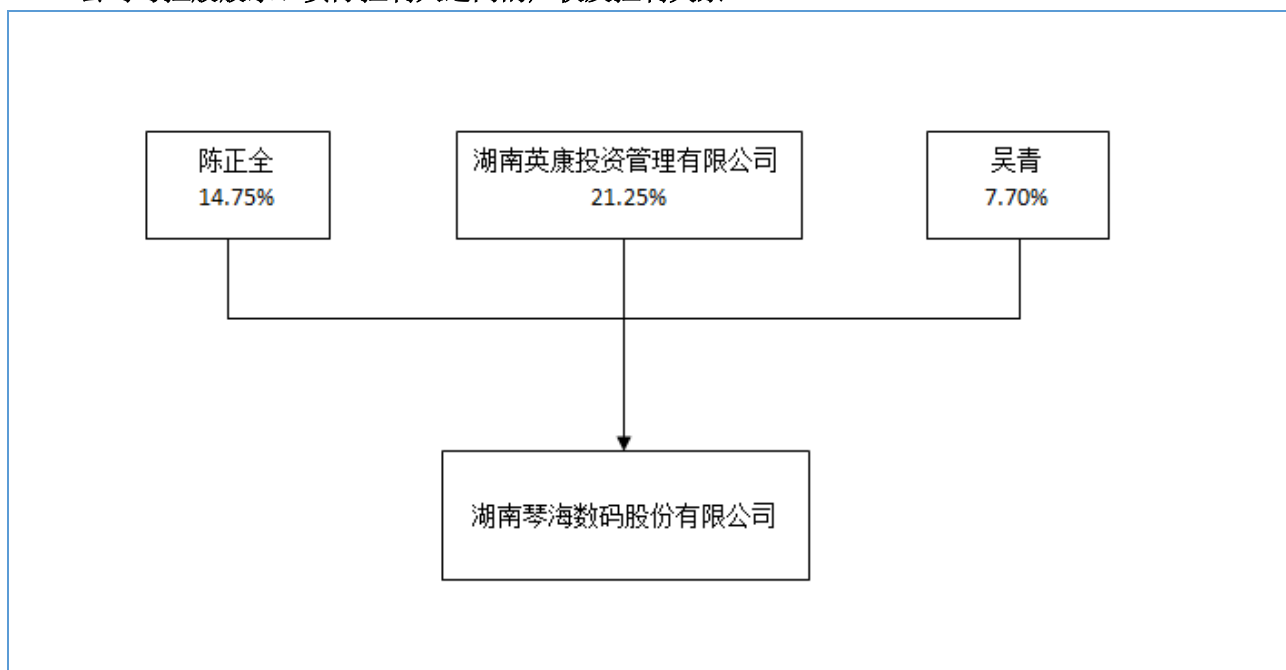 陈正全
14.75%
湖南英康投资管理有限公司
21.25%
吴青
7.70%
湖南琴海数码股份有限公司